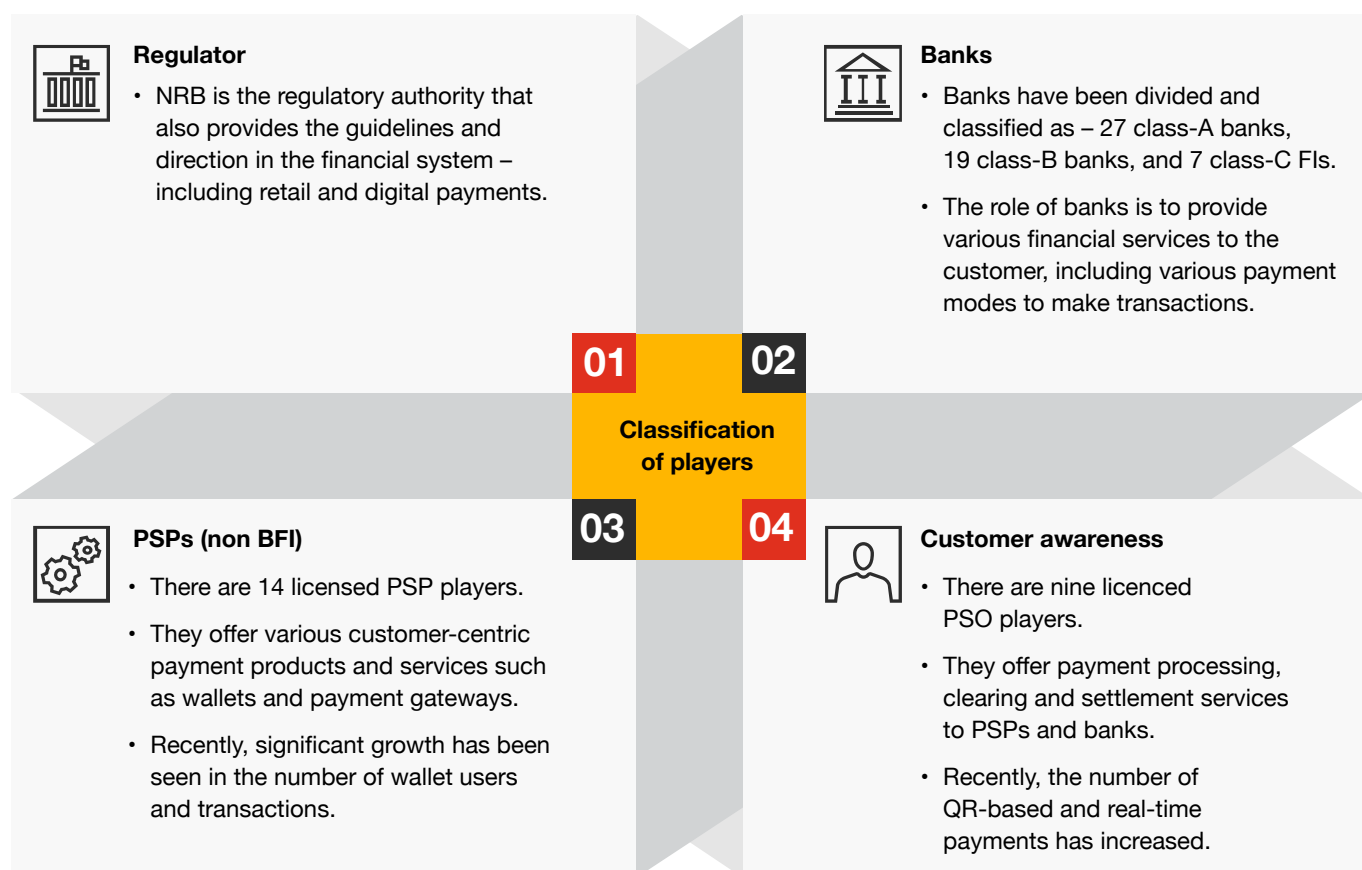 Regulator
• NRB is the regulatory authority that
also provides the guidelines and
direction in the financial system –
including retail and digital payments.
Banks
• Banks have been divided and
classified as – 27 class-A banks,
19 class-B banks, and 7 class-C FIs.
• The role of banks is to provide
various financial services to the
customer, including various payment
modes to make transactions.
01
02
Classification
of players
03
04
PSPs (non BFI)
• There are 14 licensed PSP players.
• They offer various customer-centric
payment products and services such
as wallets and payment gateways.
• Recently, significant growth has been
seen in the number of wallet users
and transactions.
Customer awareness
• There are nine licenced
PSO players.
• They offer payment processing,
clearing and settlement services
to PSPs and banks.
• Recently, the number of
QR-based and real-time
payments has increased.